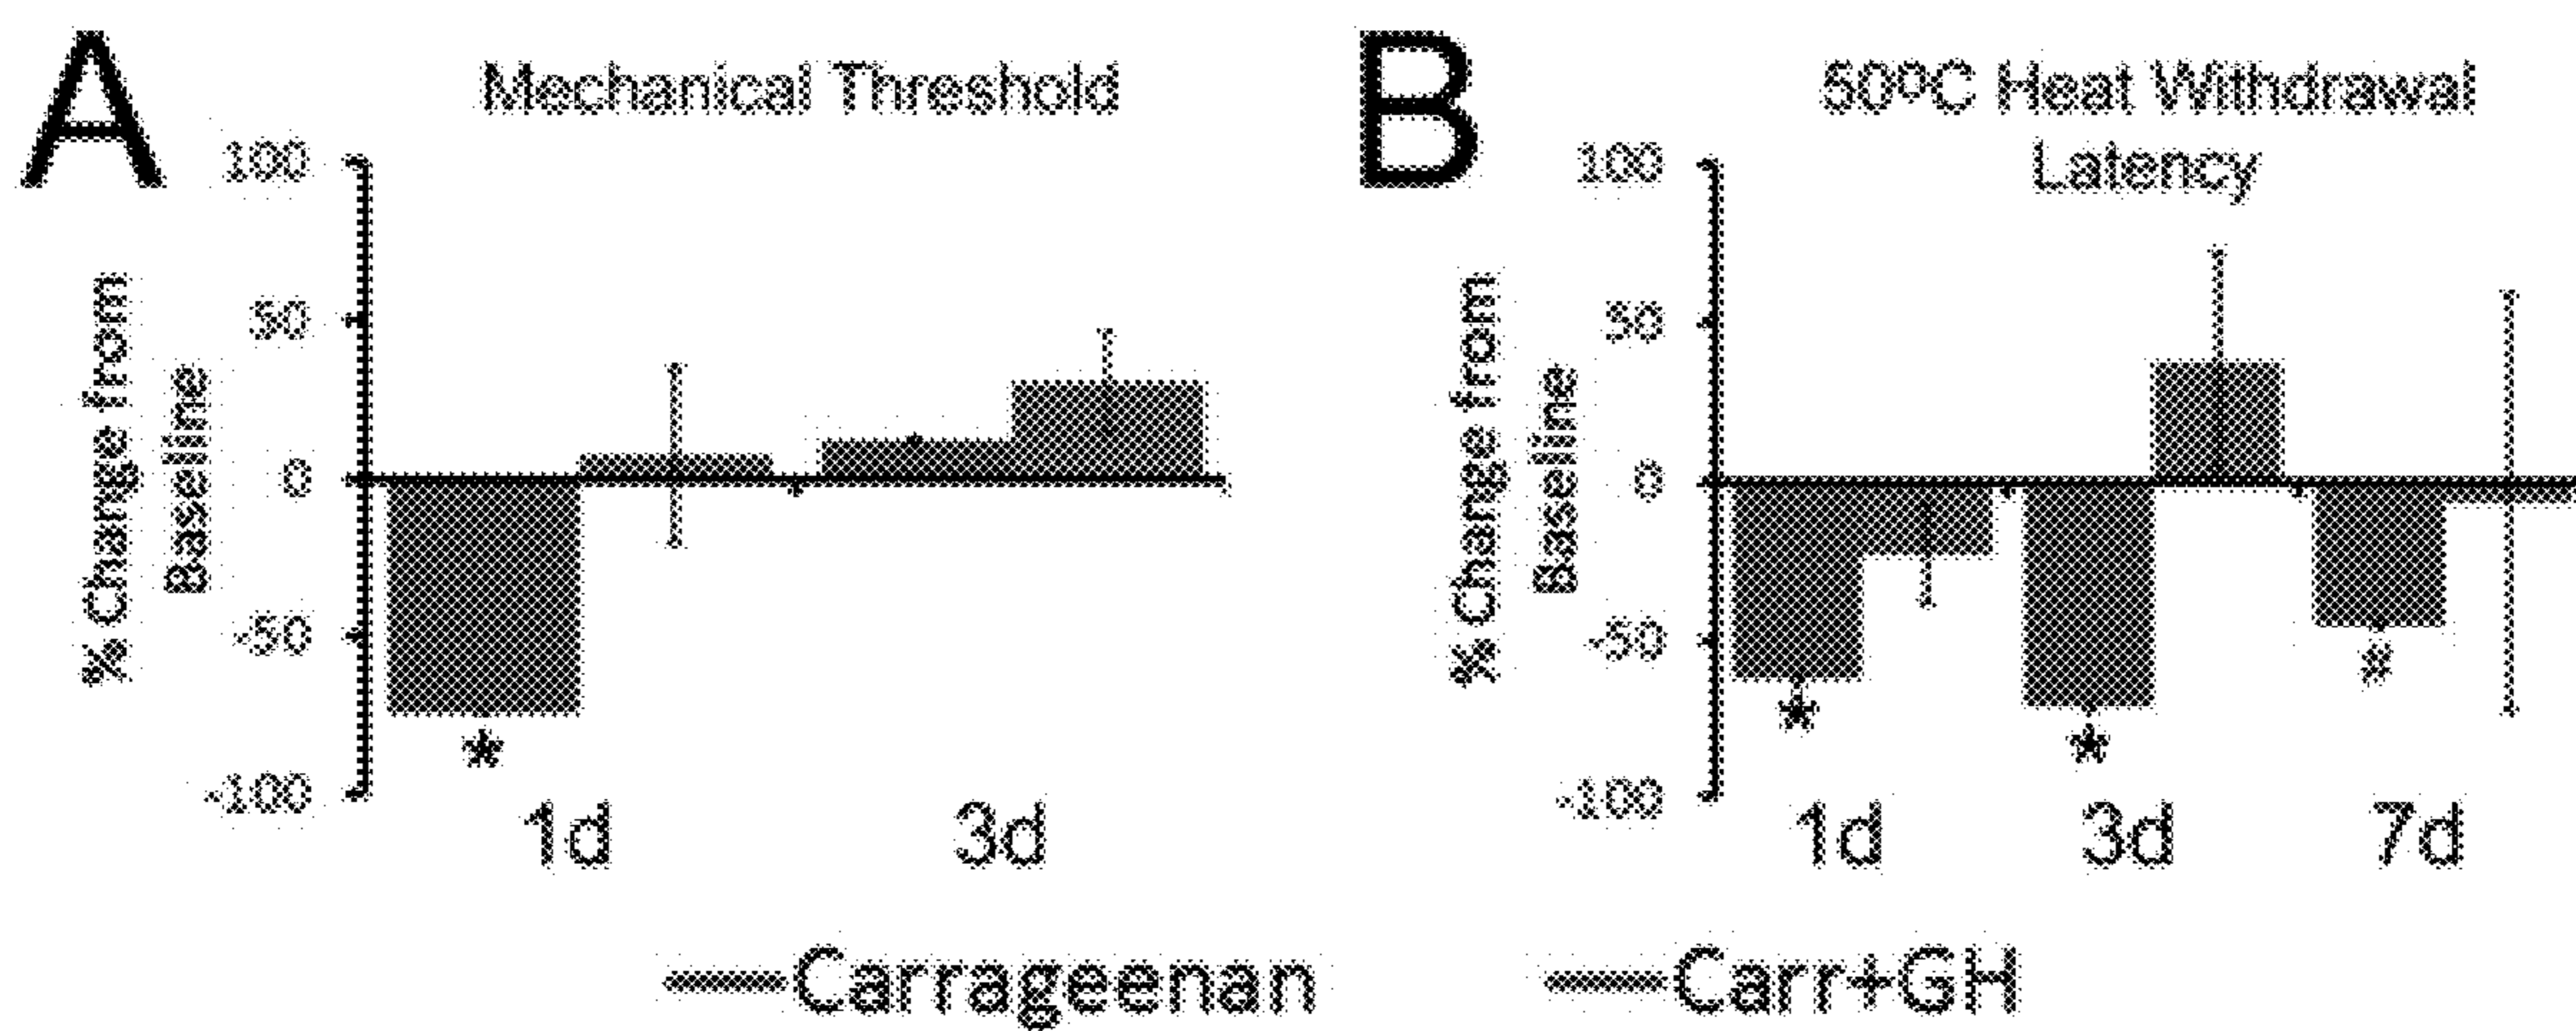 A
Mechanical Threshold
% Change from
Baseline
100
50
0
-50
-100
*
1d
3d
B
50ºC Heat Withdrawal
Latency
% Change from
Baseline
100
50
0
-50
-100
*
*
#
1d
3d
7d
Carrageenan
Carr+GH